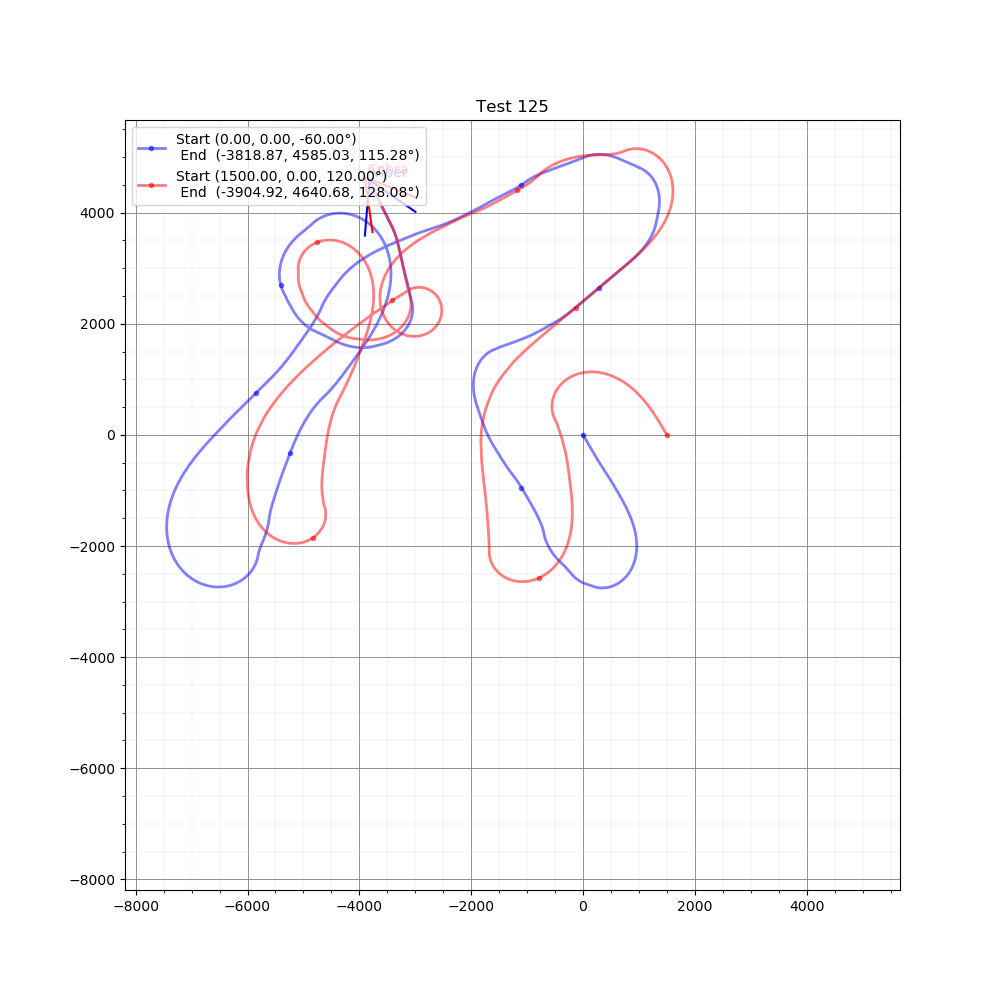 Test 125
Start (0.00, 0.00, -60.00°)
End (-3818.87, 4585.03, 115.28°)
Start (1500.00, 0.00, 120.00°)
End (-3904.92, 4640.68, 128.08°)
4000
2000
0
−2000
−4000
−6000
−8000
−8000 −6000 −4000 −2000 0 2000 4000